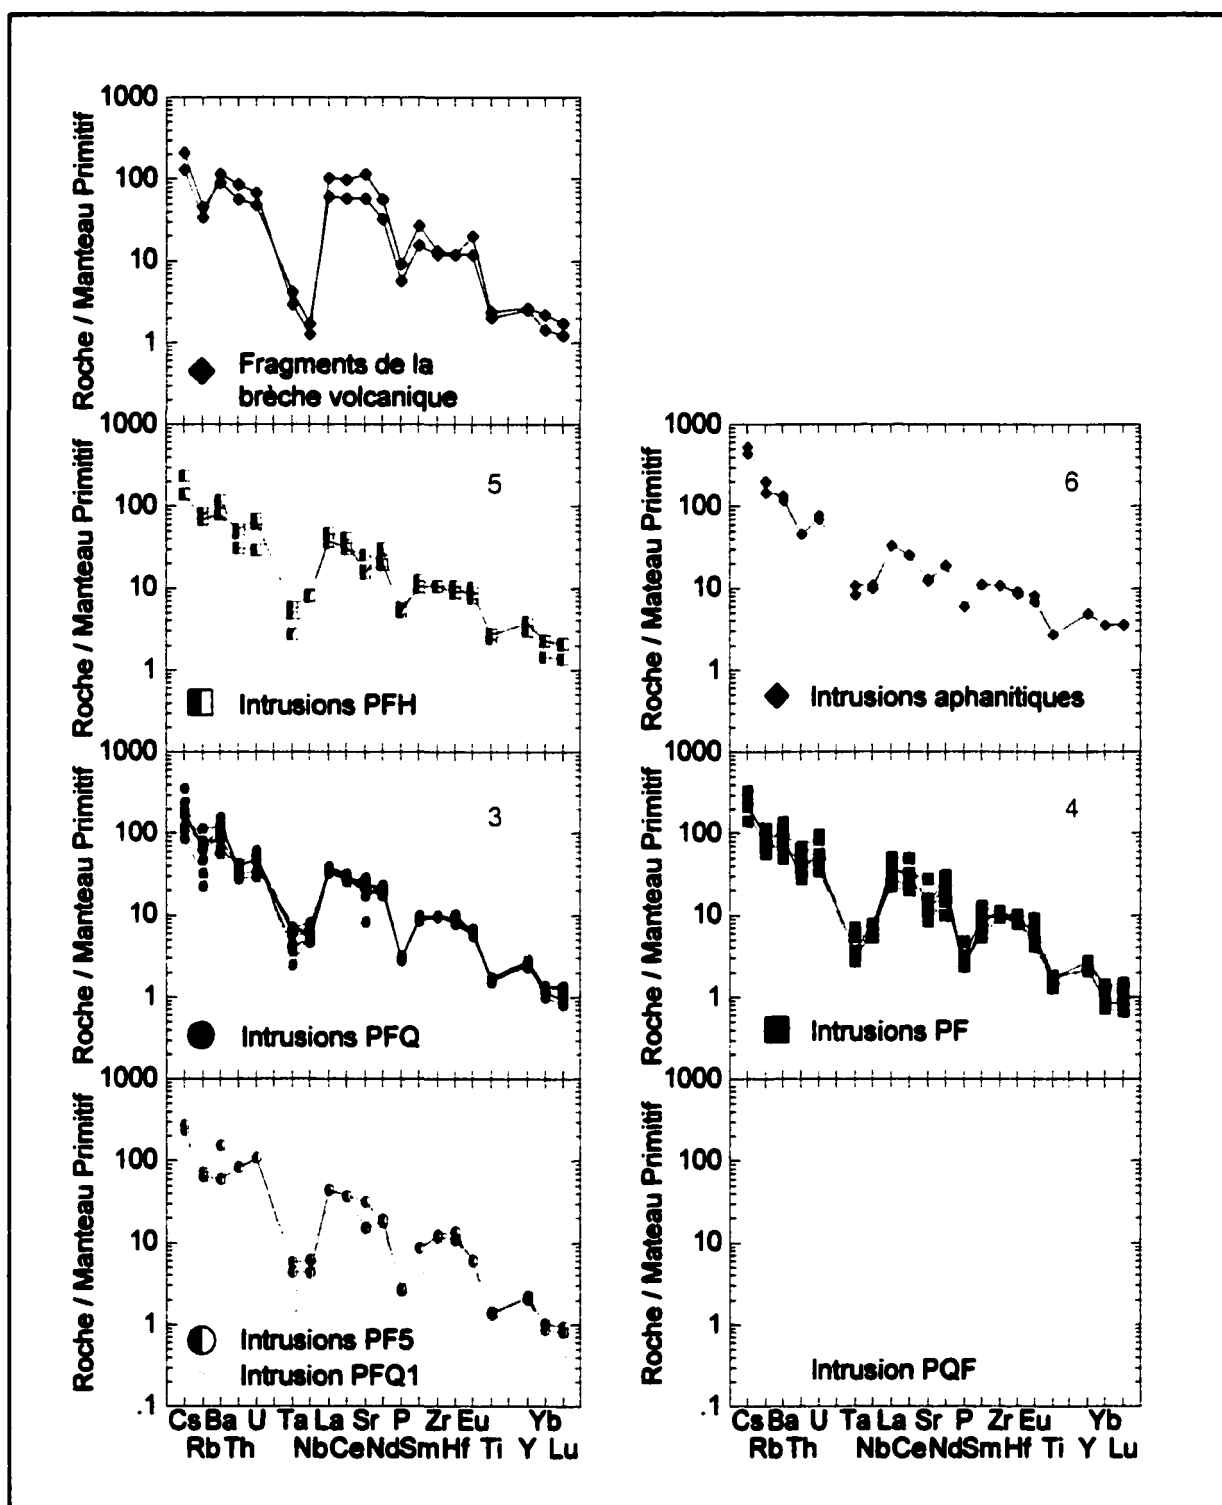 Roche / Manteau Primitif
1000
100
10
1
Fragments de la
brèche volcanique
Roche / Manteau Primitif
1000
100
10
1
5
Intrusions PFH
Roche / Mateau Primitif
1000
100
10
1
6
Intrusions aphanitiques
Roche / Manteau Primitif
1000
100
10
1
3
Intrusions PFQ
Roche / Manteau Primitif
1000
100
10
1
4
Intrusions PF
Roche / Manteau Primitif
1000
100
10
1
.1
Intrusions PF5
Intrusion PFQ1
Roche / Mateau Primitif
1000
100
10
1
.1
Intrusion PQF
Cs Ba U Ta La Sr P Zr Eu Yb
Rb Th Nb Ce Nd Sm Hf Ti Y Lu
Cs Ba U Ta La Sr P Zr Eu Yb
Rb Th Nb Ce Nd Sm Hf Ti Y Lu